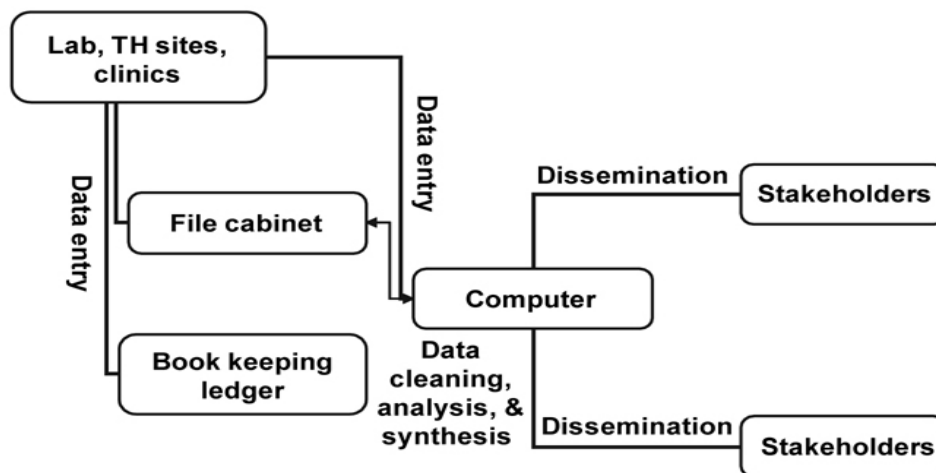 Lab, TH sites,
clinics
Data entry
Data entry
File cabinet
Book keeping
ledger
Computer
Data
cleaning,
analysis, &
synthesis
Dissemination
Stakeholders
Dissemination
Stakeholders